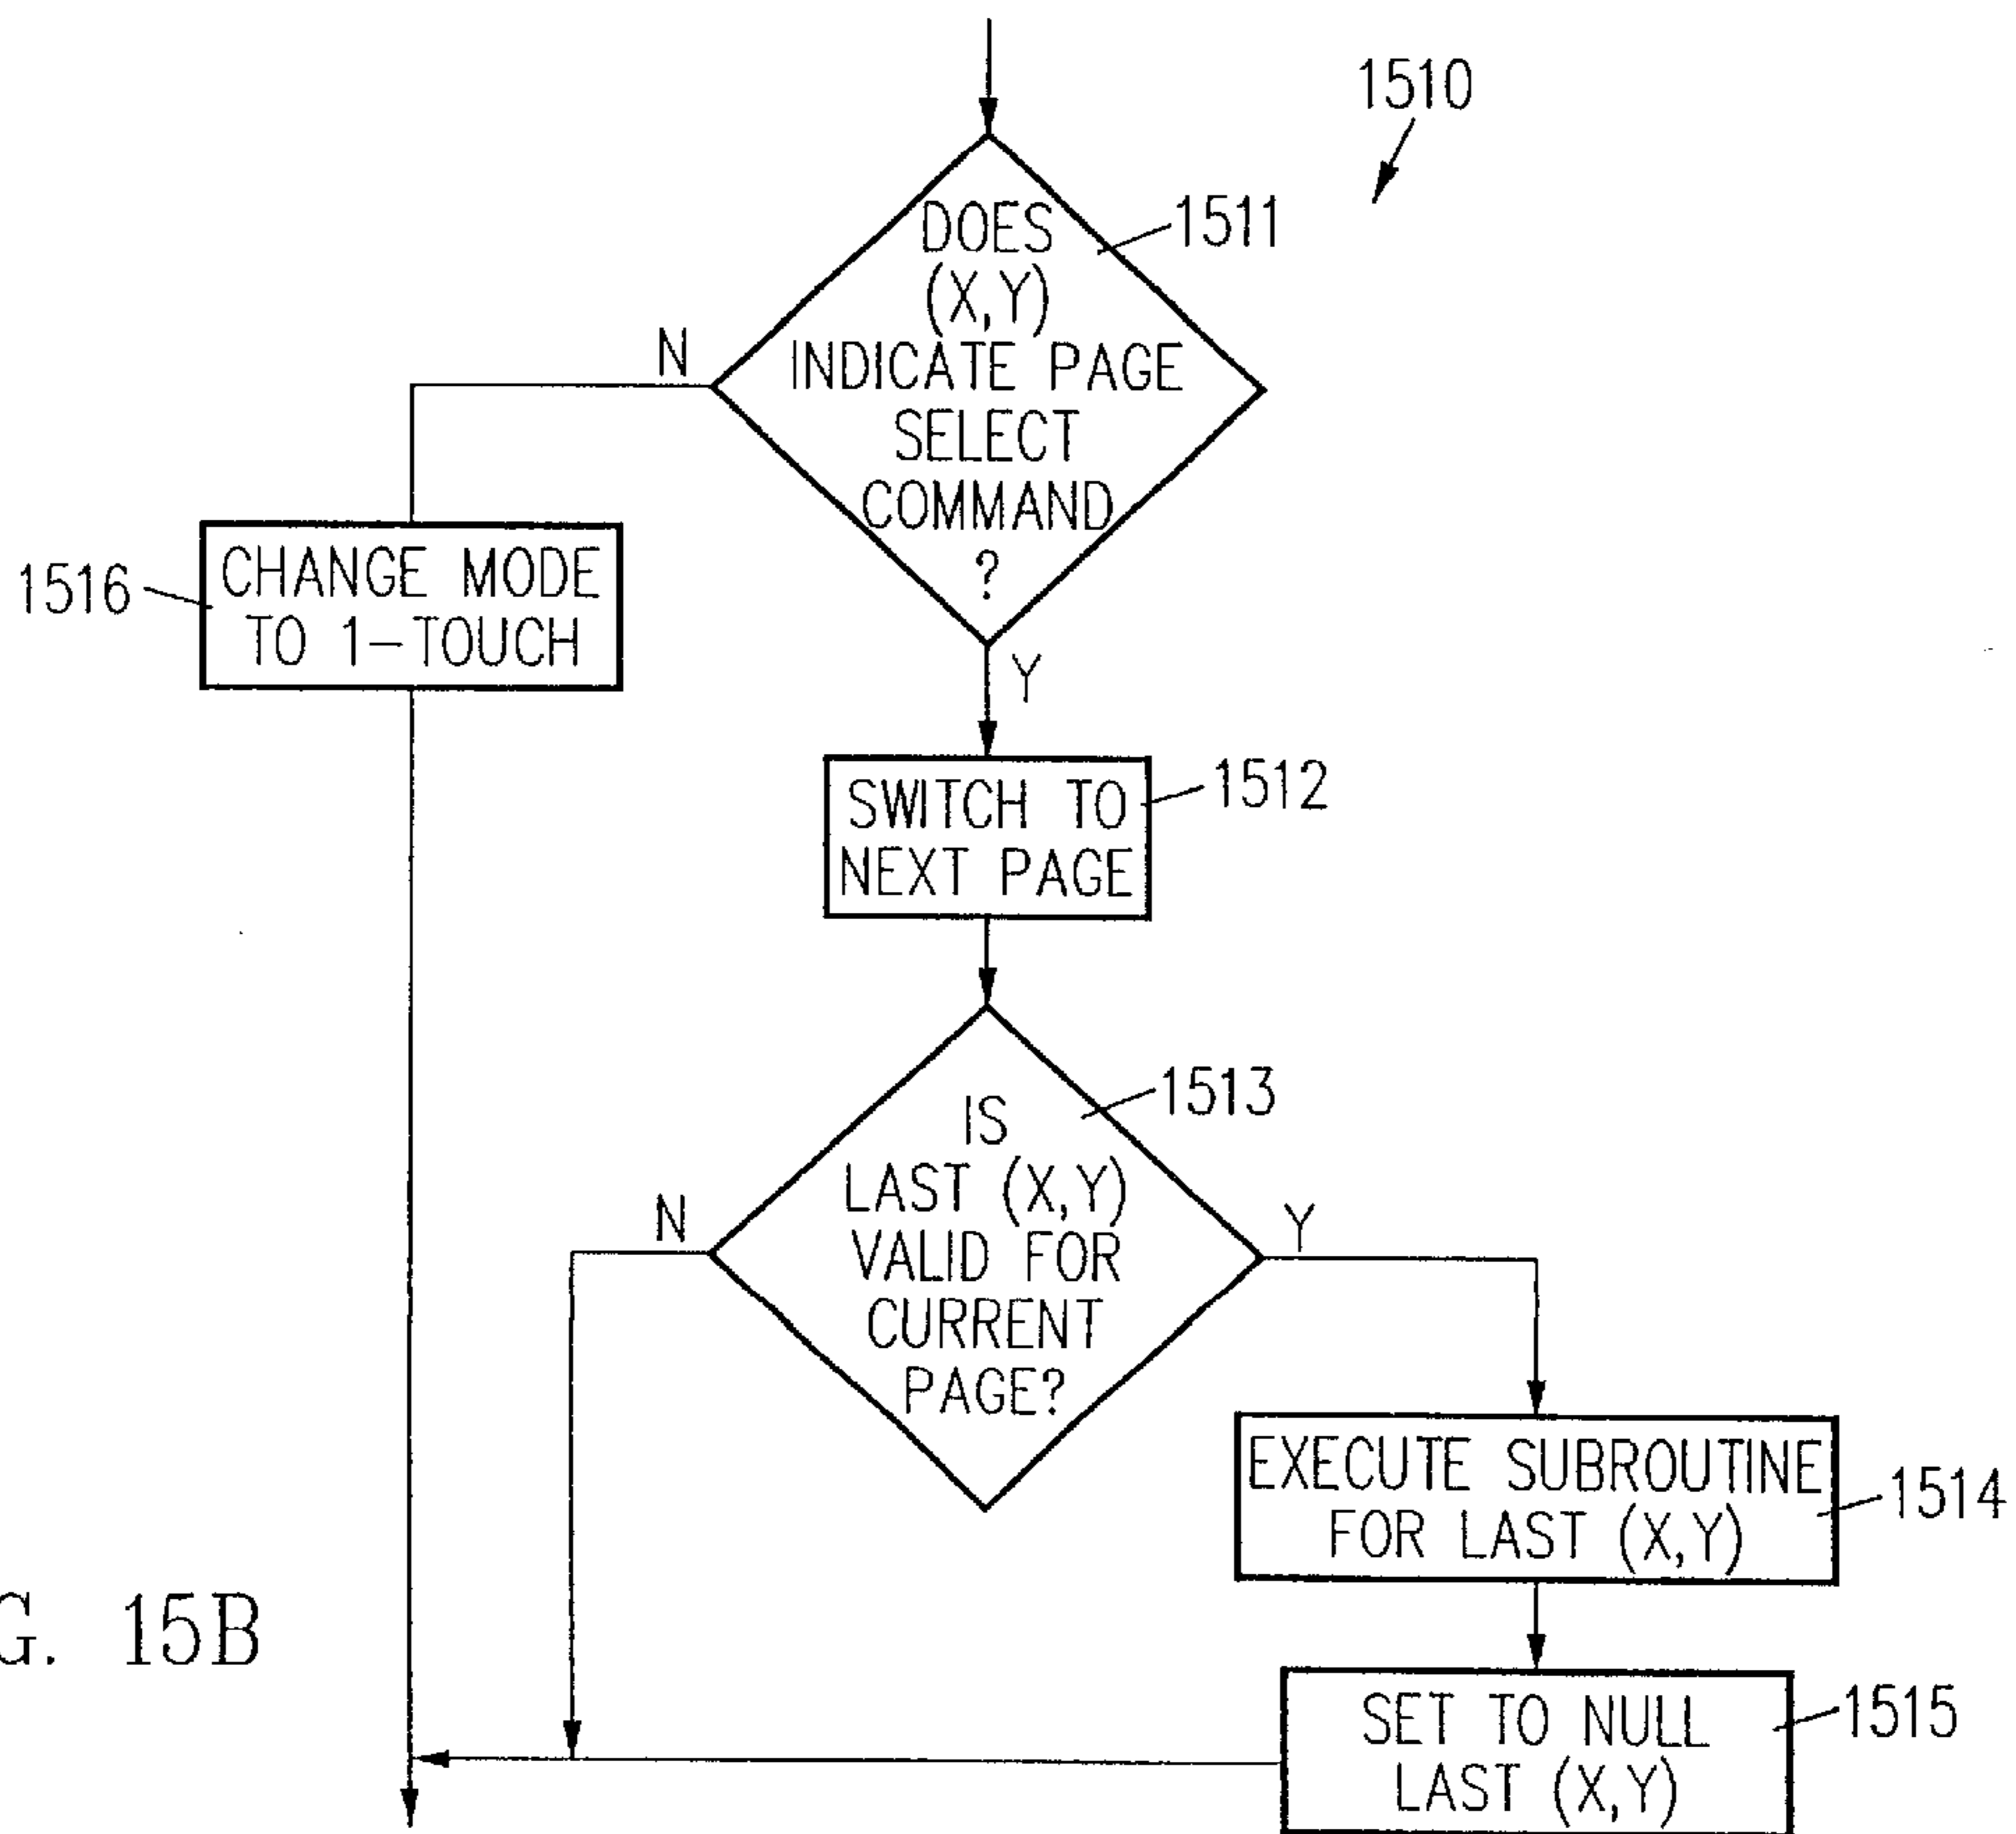 1510
DOES
(X,Y)
INDICATE PAGE
SELECT
COMMAND
?
1511
N
Y
CHANGE MODE
TO 1-TOUCH
1516
SWITCH TO
NEXT PAGE
1512
IS
LAST (X,Y)
VALID FOR
CURRENT
PAGE?
1513
N
Y
EXECUTE SUBROUTINE
FOR LAST (X,Y)
1514
SET TO NULL
LAST (X,Y)
1515
G. 15B